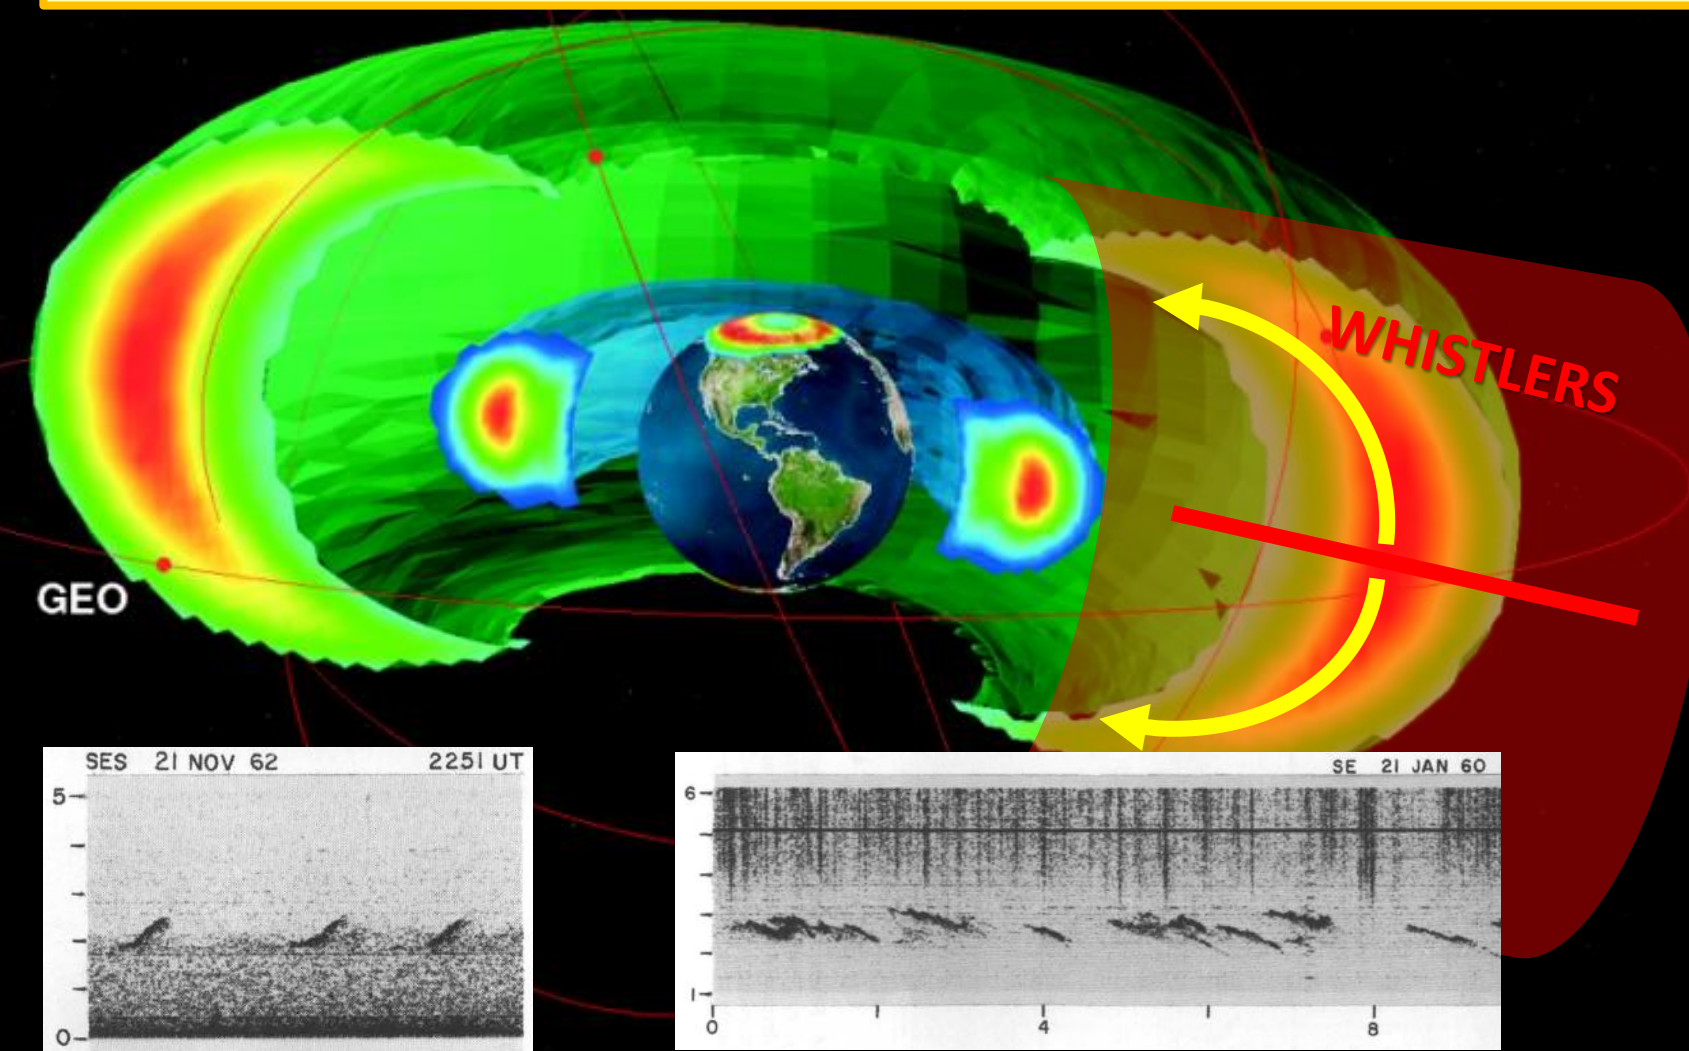 WHISTLERS
GEO
SES 21 NOV 62 2251 UT
5
0
SE 21 JAN 60
6
1
0 4 8